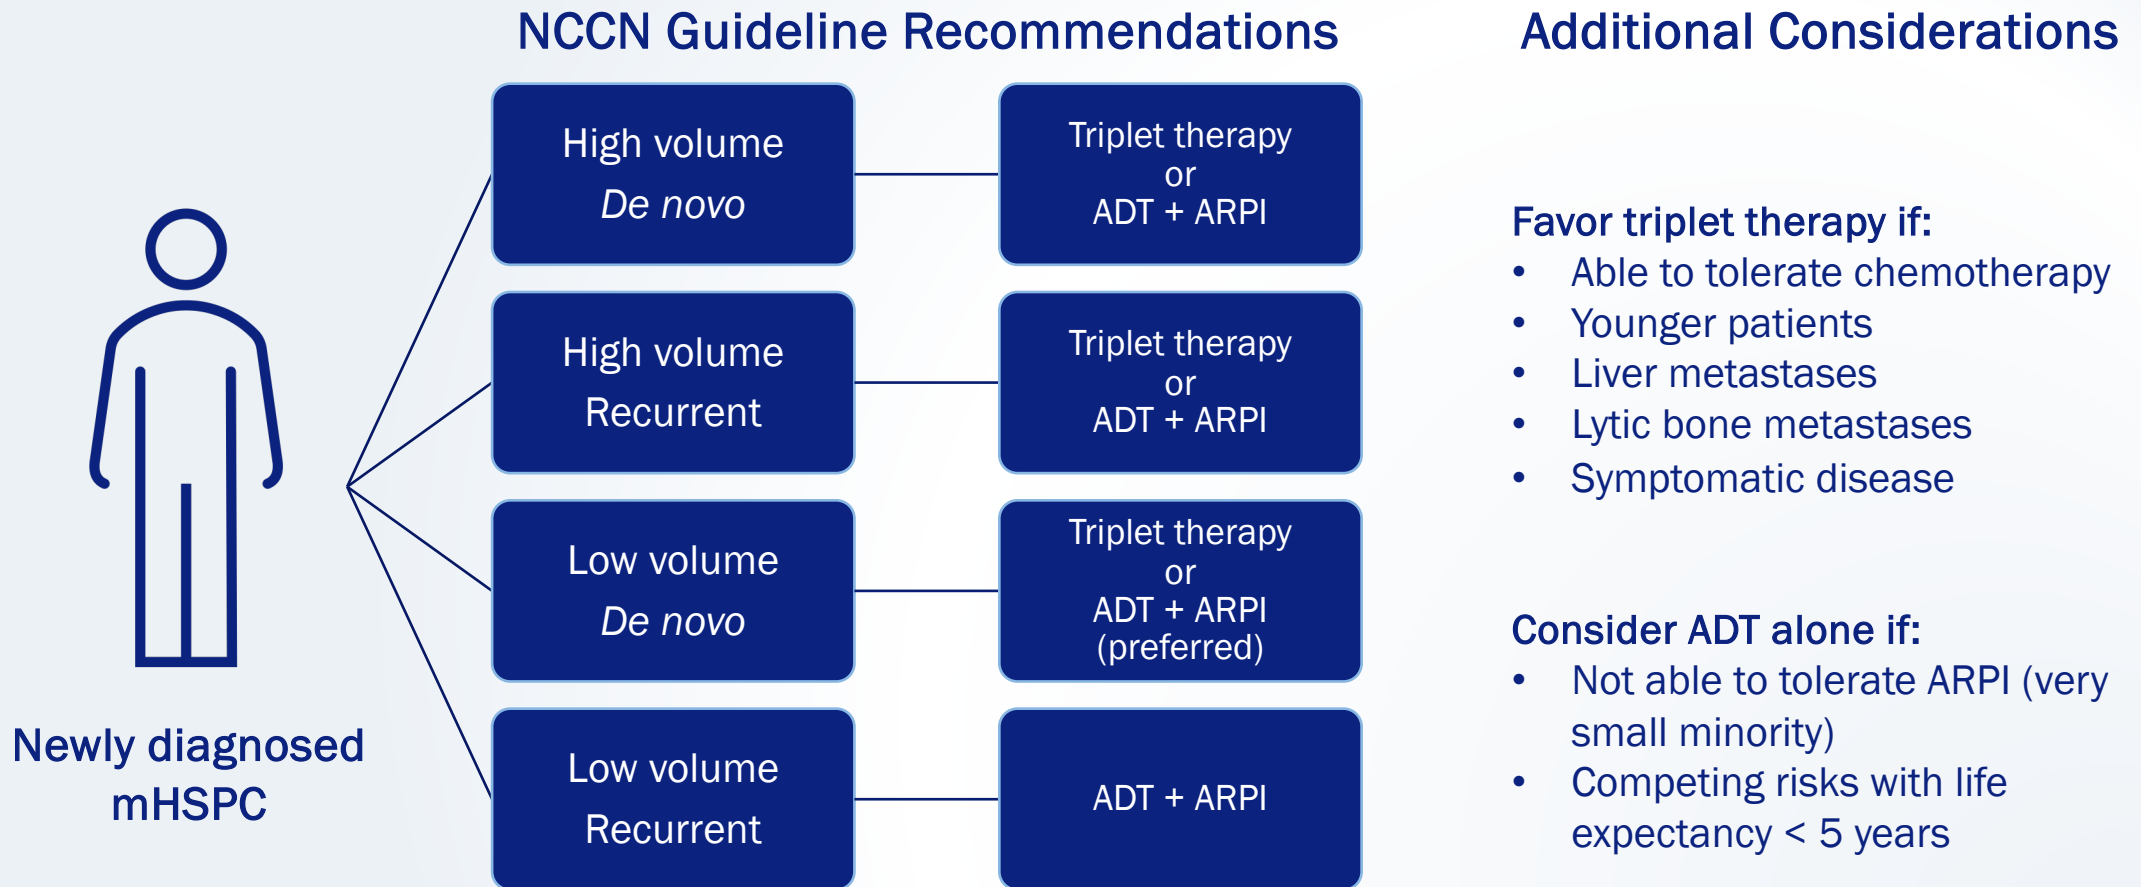 NCCN Guideline Recommendations
Additional Considerations
Newly diagnosed
mHSPC
High volume
De novo
Triplet therapy
or
ADT + ARPI
High volume
Recurrent
Triplet therapy
or
ADT + ARPI
Low volume
De novo
Triplet therapy
or
ADT + ARPI
(preferred)
Low volume
Recurrent
ADT + ARPI
Favor triplet therapy if:
• Able to tolerate chemotherapy
• Younger patients
• Liver metastases
• Lytic bone metastases
• Symptomatic disease
Consider ADT alone if:
• Not able to tolerate ARPI (very
small minority)
• Competing risks with life
expectancy < 5 years